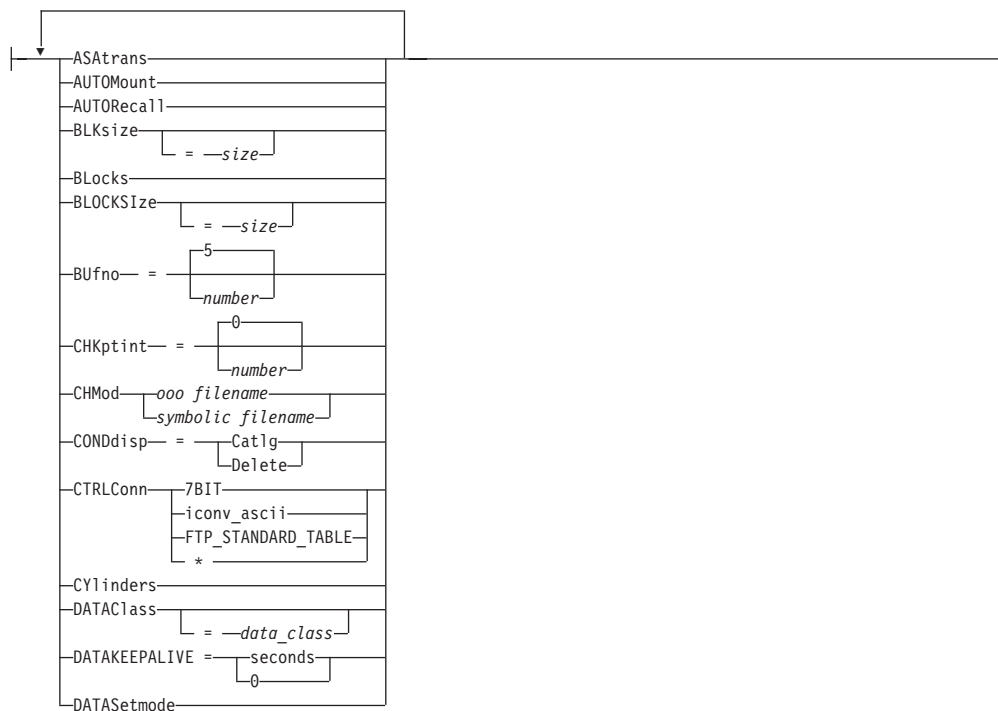 ASAtrans
AUTOMount
AUTORecall
BLKsize
= size
BLocks
BLOCKSIze
= size
5
BUfno =
number
0
CHKptint =
number
CHMod ooo filename
symbolic filename
CONDdisp = Catlg
Delete
CTRLConn 7BIT
iconv_ascii
FTP_STANDARD_TABLE
*
CYlinders
DATAClass
= data_class
DATAKEEPALIVE = seconds
0
DATASetmode